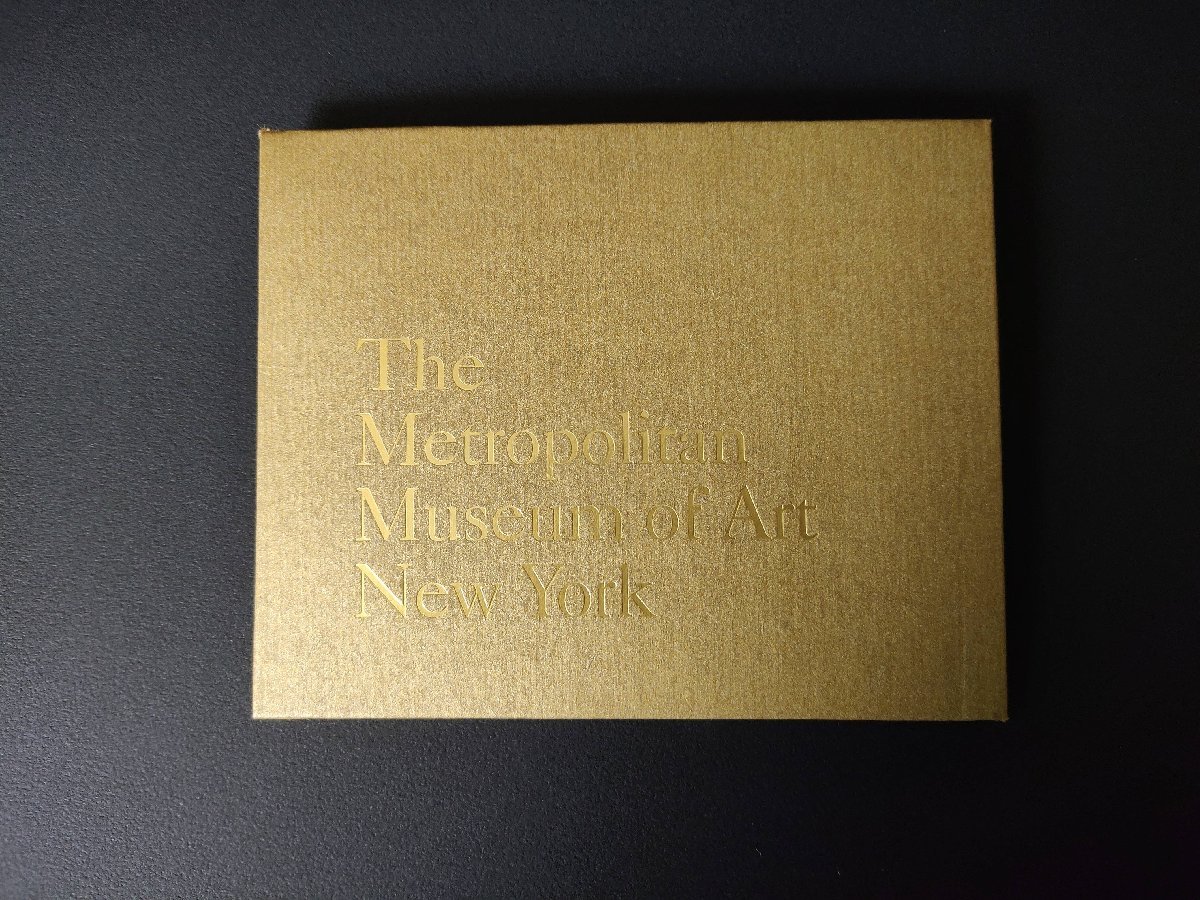 The
Metropolitan
Museum of Art
New York